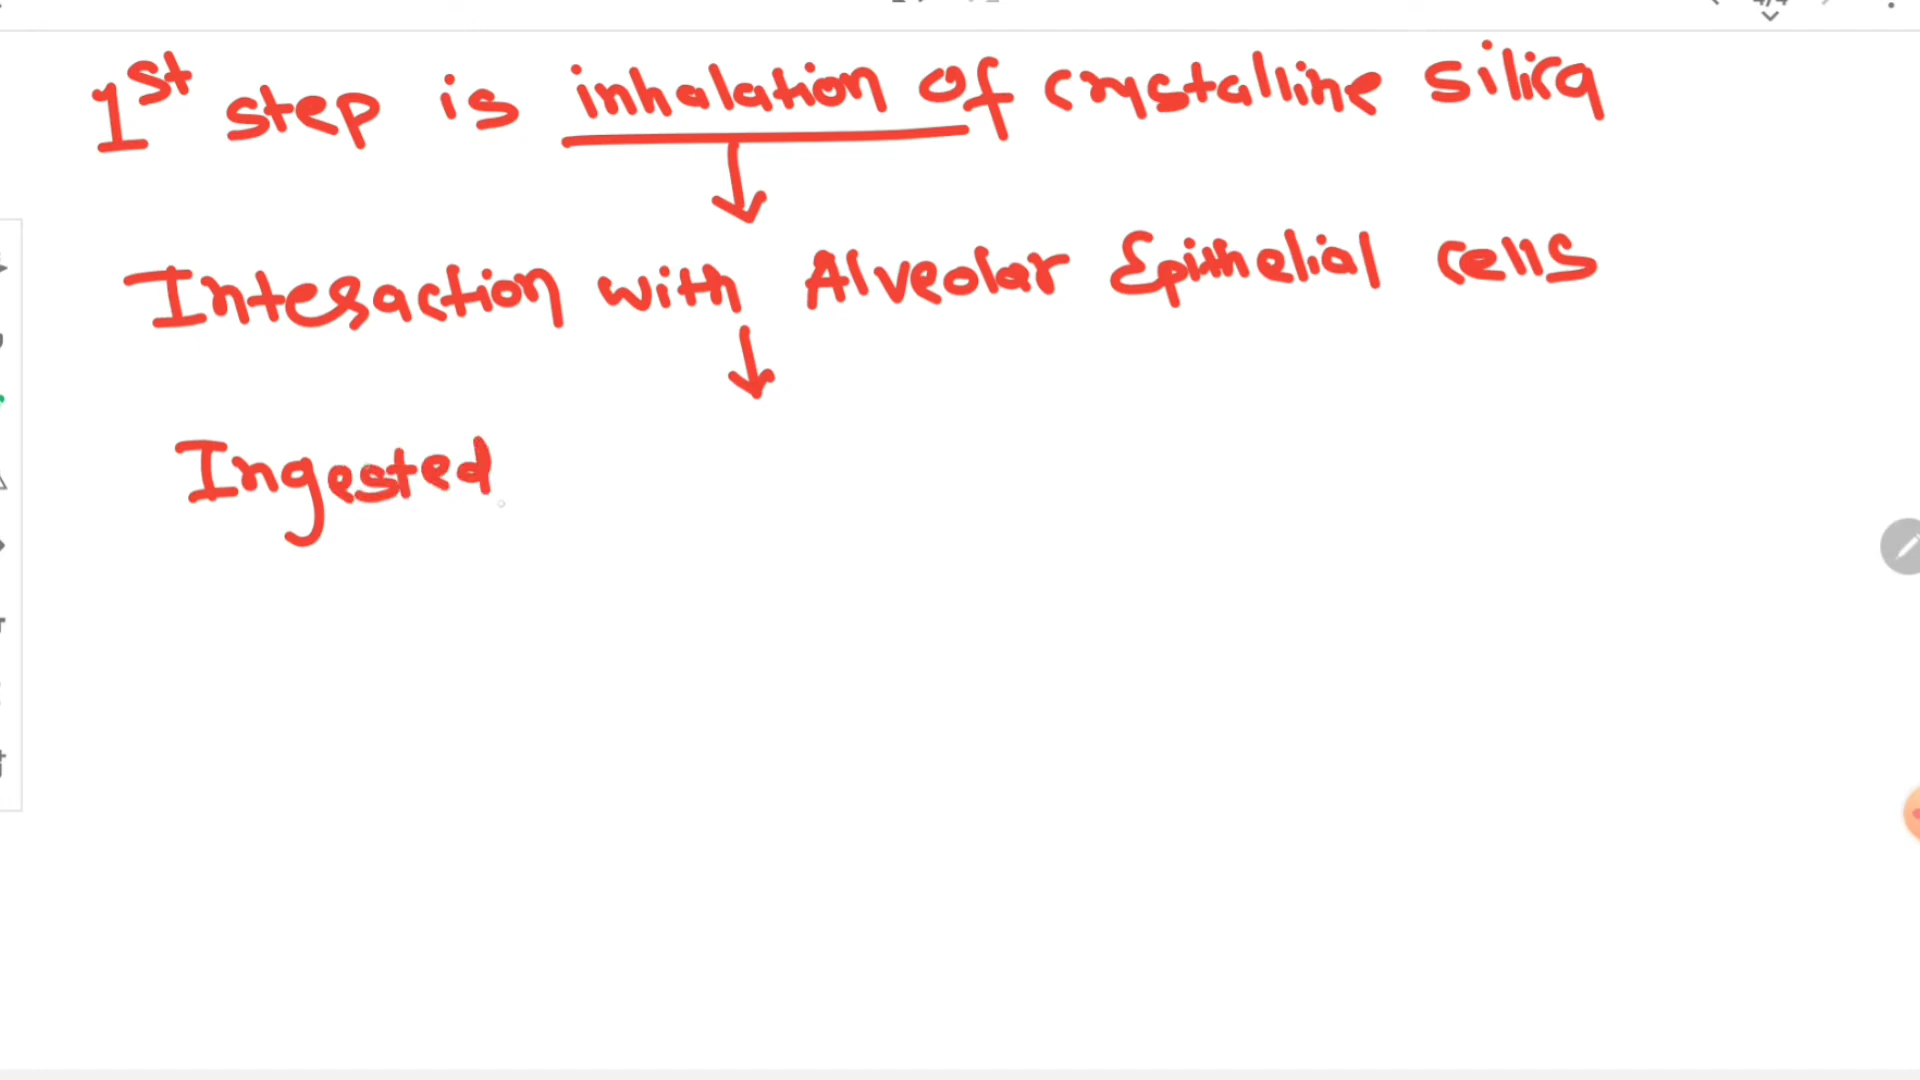 1st step is inhalation of crystalline silica
Interaction with Alveolar Epithelial cells
Ingested